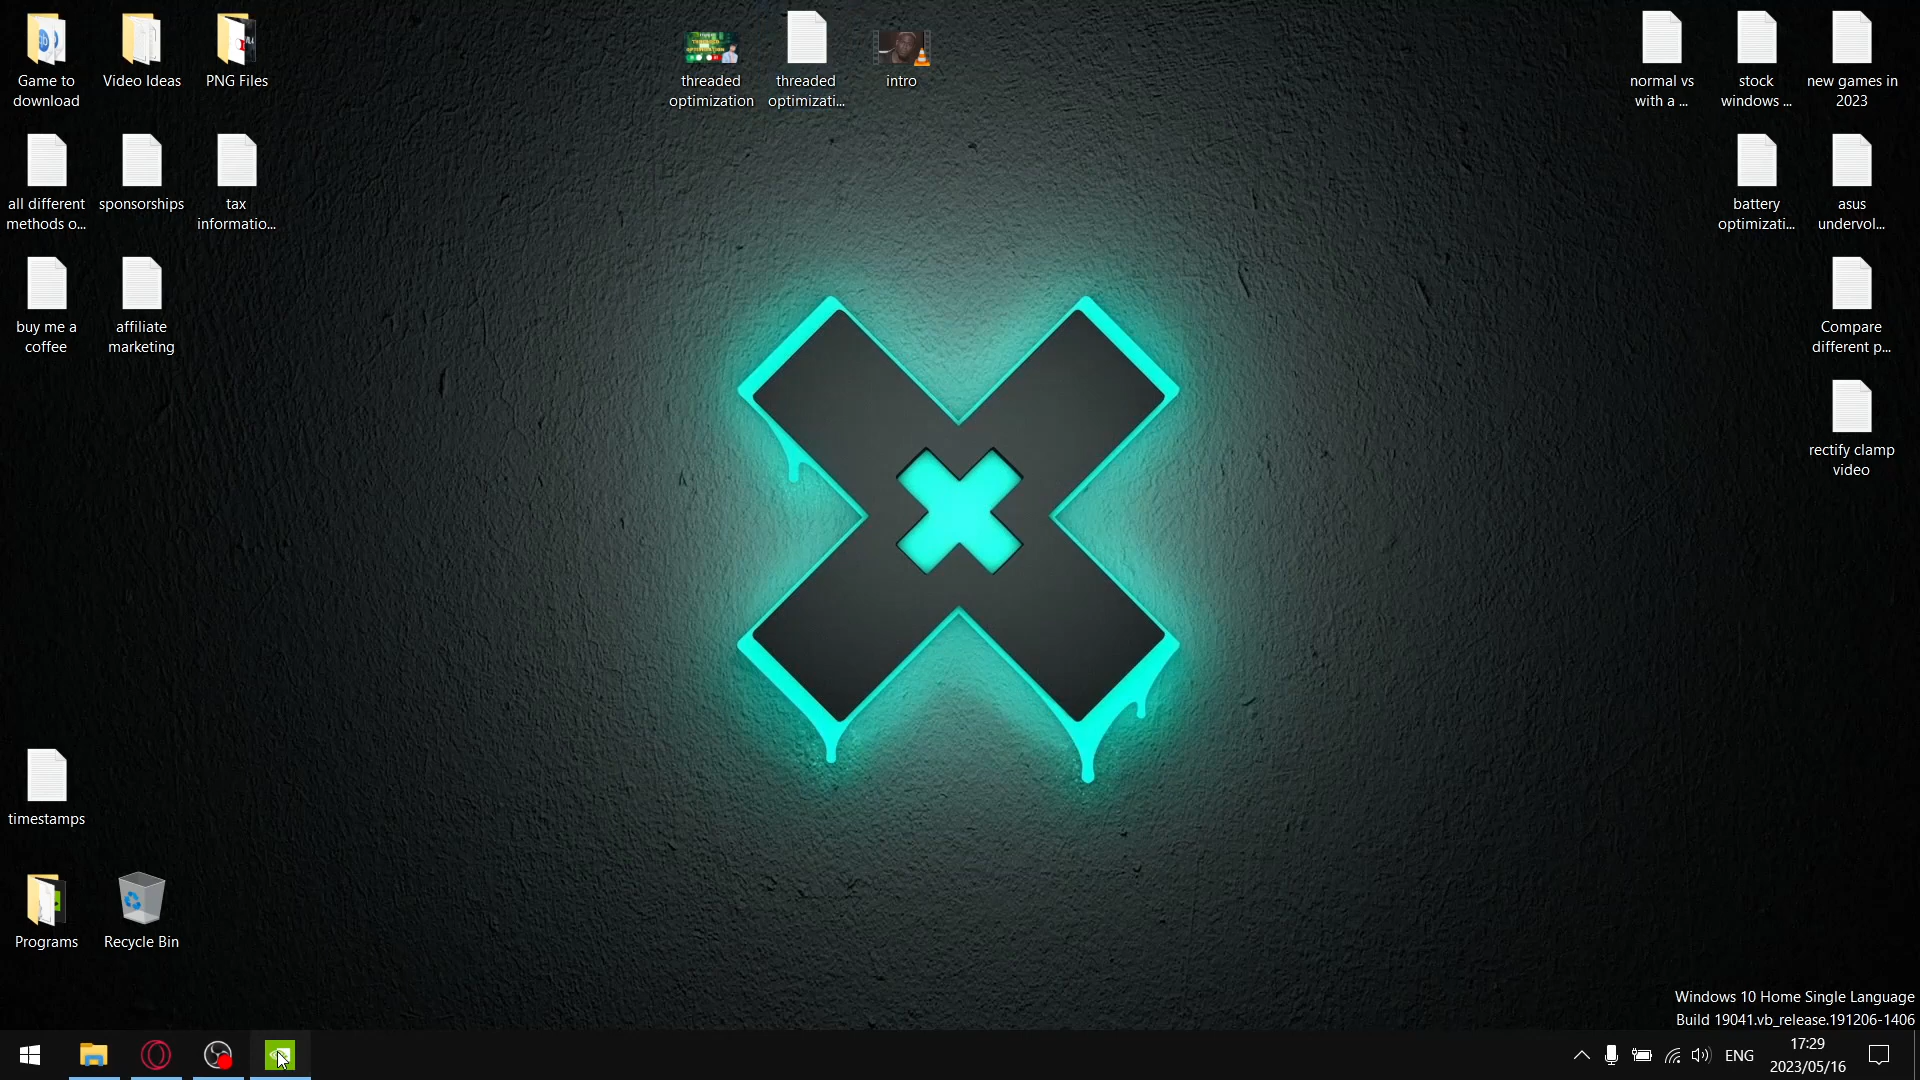 Game to
download
Video Ideas
PNG Files
threaded
optimization
threaded
optimizati...
intro
normal vs
with a ...
stock
windows ...
new games in
2023
all different
methods o...
sponsorships
tax
informatio...
battery
optimizati...
asus
undervol...
buy me a
coffee
affiliate
marketing
Compare
different p...
rectify clamp
video
timestamps
Programs
Recycle Bin
Windows 10 Home Single Language
Build 19041.vb_release.191206-1406
ENG
17:29
2023/05/16